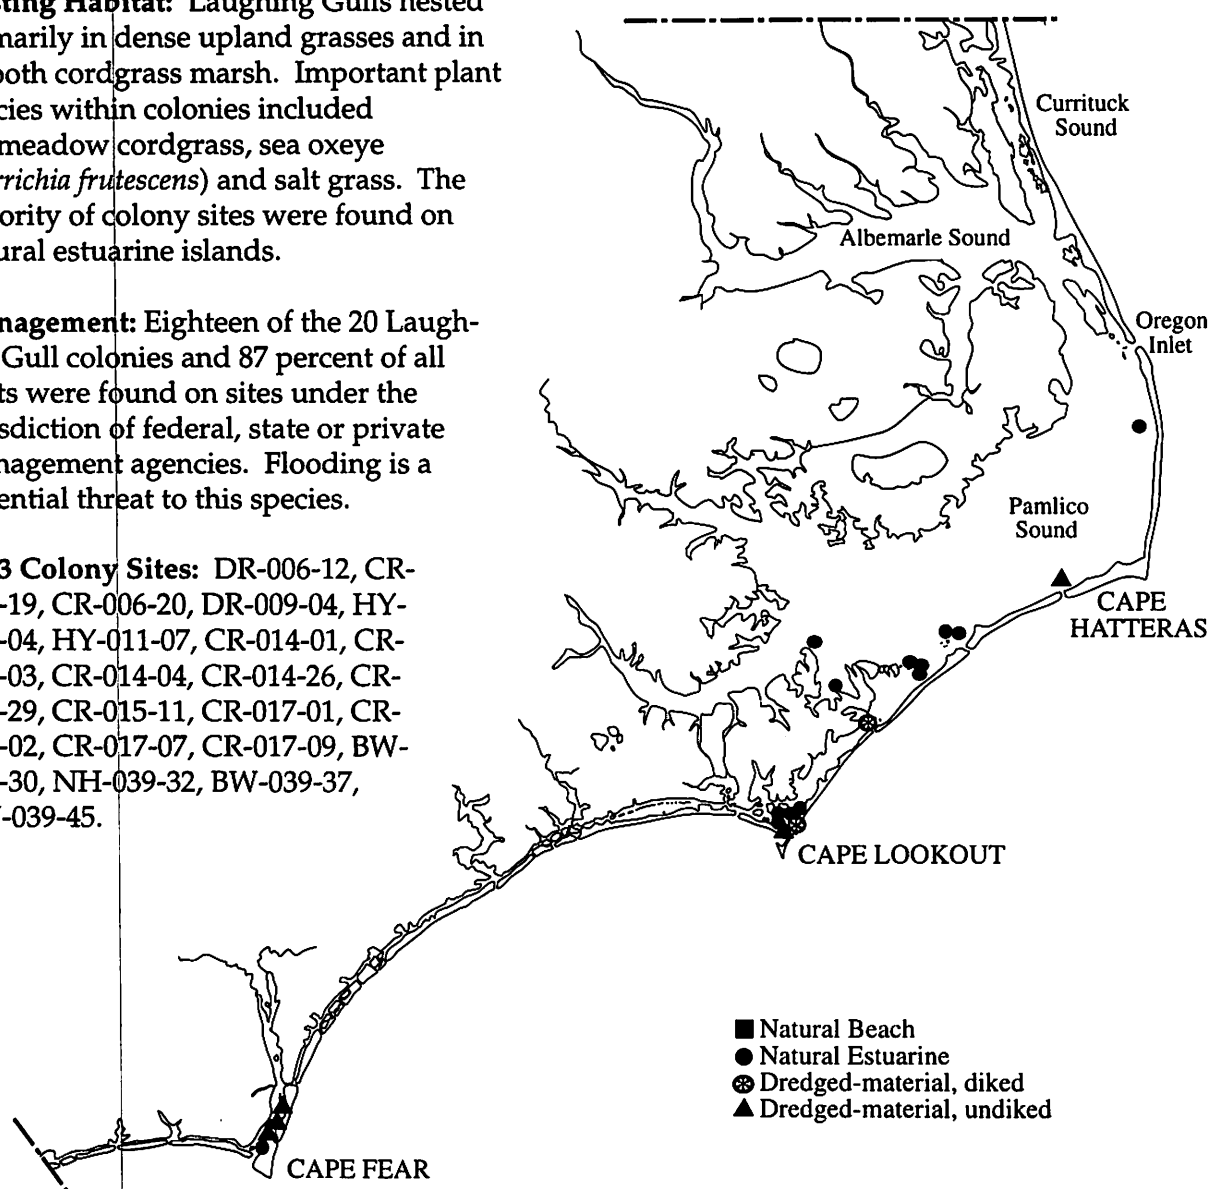 sting Habitat: Laughing Gulls nested
marily in dense upland grasses and in
ooth cordgrass marsh. Important plant
cies within colonies included
meadow cordgrass, sea oxeye
rrichia frutescens) and salt grass. The
ority of colony sites were found on
ural estuarine islands.
nagement: Eighteen of the 20 Laugh-
Gull colonies and 87 percent of all
ts were found on sites under the
isdiction of federal, state or private
nagement agencies. Flooding is a
ential threat to this species.
3 Colony Sites: DR-006-12, CR-
-19, CR-006-20, DR-009-04, HY-
-04, HY-011-07, CR-014-01, CR-
-03, CR-014-04, CR-014-26, CR-
-29, CR-015-11, CR-017-01, CR-
-02, CR-017-07, CR-017-09, BW-
-30, NH-039-32, BW-039-37,
-039-45.
Currituck
Sound
Albemarle Sound
Oregon
Inlet
Pamlico
Sound
CAPE
HATTERAS
CAPE LOOKOUT
Natural Beach
Natural Estuarine
Dredged-material, diked
Dredged-material, undiked
CAPE FEAR